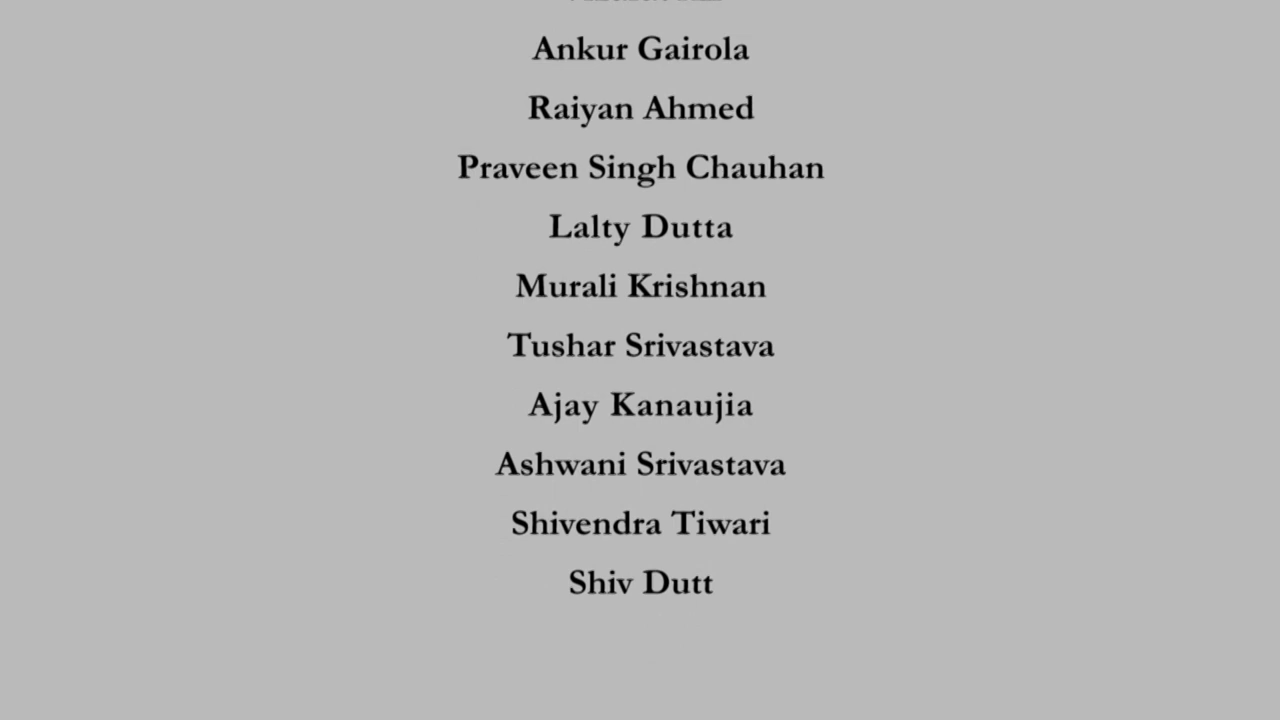 Ankur Gairola
Raiyan Ahmed
Praveen Singh Chauhan
Lalty Dutta
Murali Krishnan
Tushar Srivastava
Ajay Kanaujia
Ashwani Srivastava
Shivendra Tiwari
Shiv Dutt